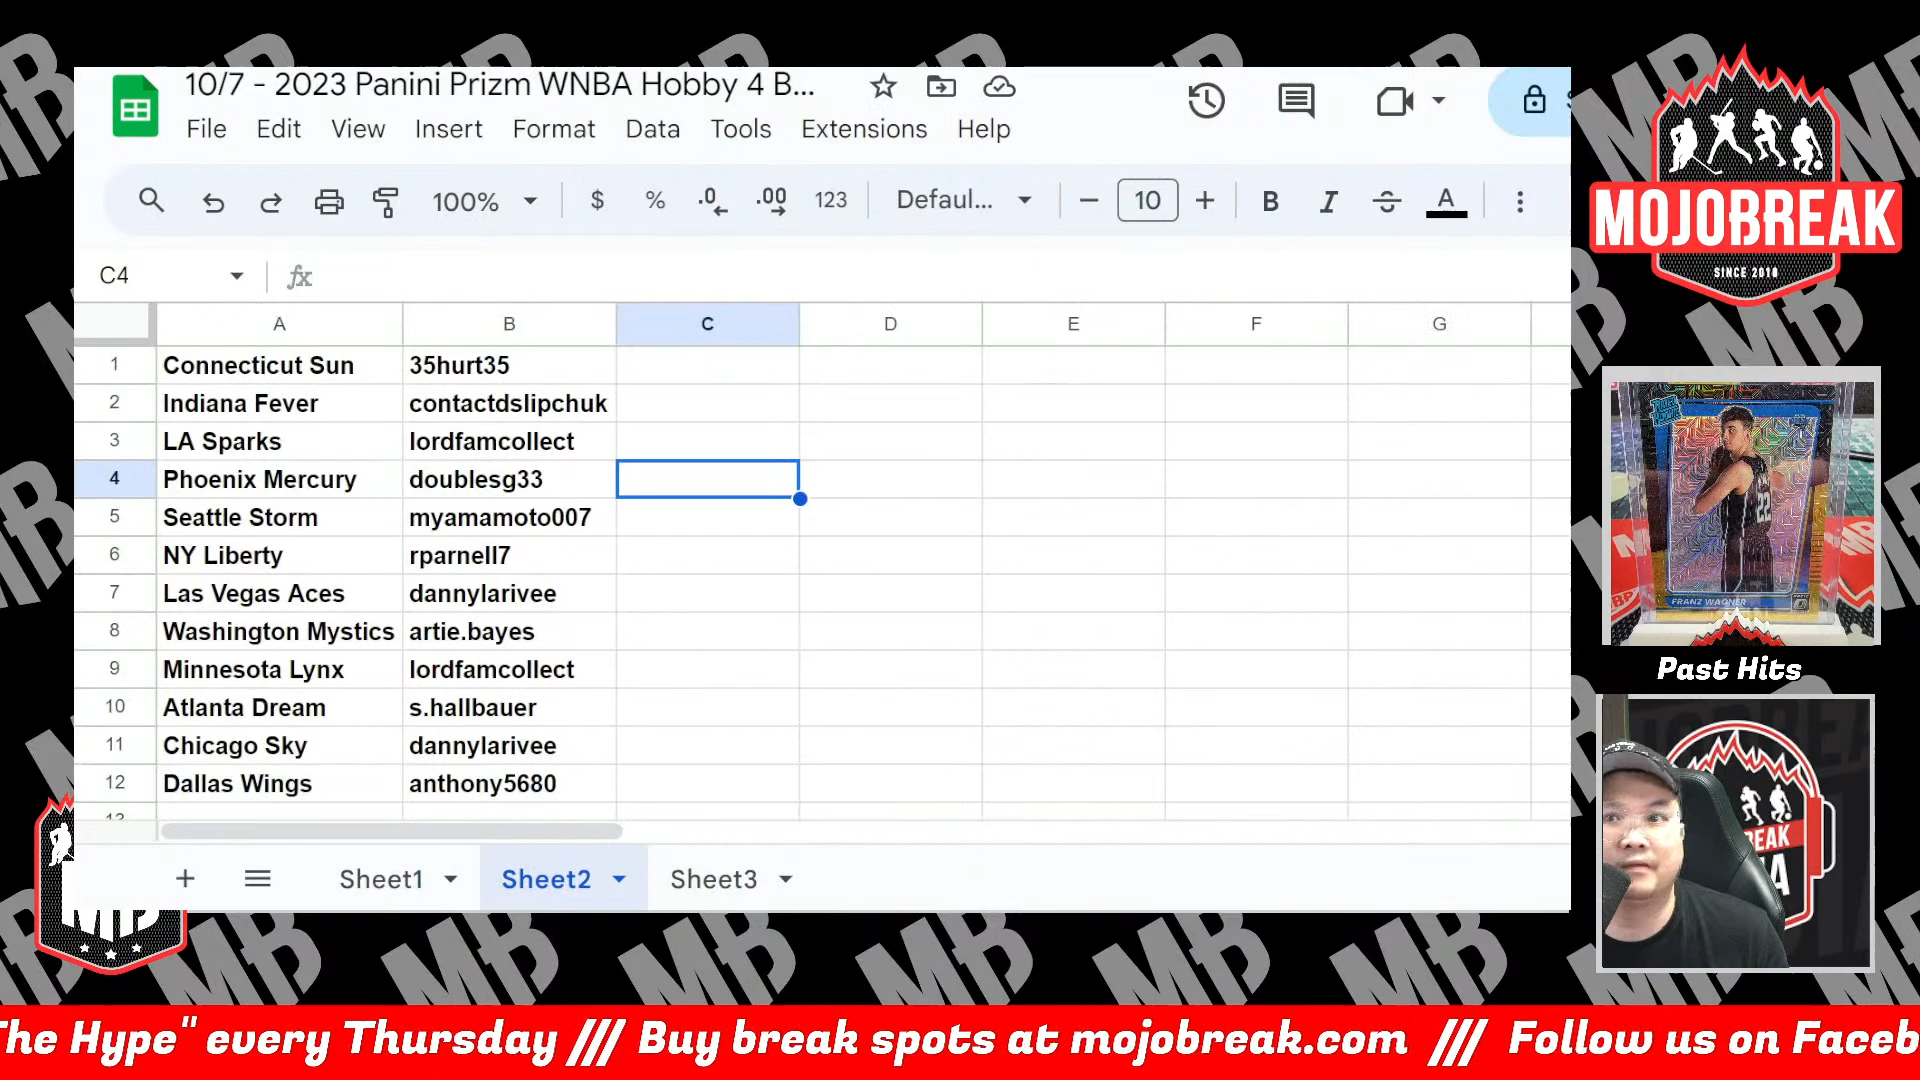 10/7 - 2023 Panini Prizm WNBA Hobby 4 B...
File Edit View Insert Format Data Tools Extensions Help
100% $ % .0 .00 123 Defaul... 10 B I S A
C4 fx
A B C D E F G
1 Connecticut Sun 35hurt35
2 Indiana Fever contactdslipchuk
3 LA Sparks lordfamcollect
4 Phoenix Mercury doublesg33
5 Seattle Storm myamamoto007
6 NY Liberty rparnell7
7 Las Vegas Aces dannylarivee
8 Washington Mystics artie.bayes
9 Minnesota Lynx lordfamcollect
10 Atlanta Dream s.hallbauer
11 Chicago Sky dannylarivee
12 Dallas Wings anthony5680
13
Sheet1 Sheet2 Sheet3
MOJOBREAK
SINCE 2010
22
FRANZ WAGNER
Past Hits
MB
he Hype" every Thursday /// Buy break spots at mojobreak.com /// Follow us on Faceb